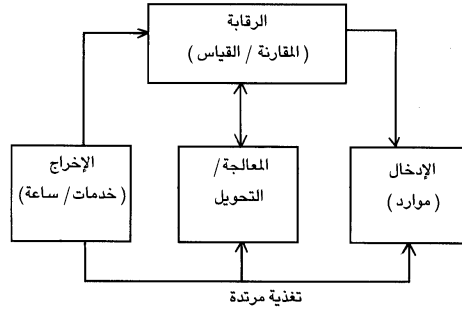 الرقابة
( المقارنة / القياس )
الإدخال
( موارد )
المعالجة/
التحويل
الإخراج
(خدمات/ ساعة)
تغذية مرتدة